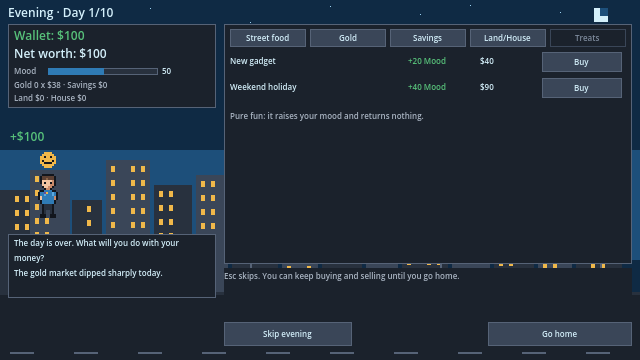 Evening · Day 1/10
Wallet: $100
Net worth: $100
Mood 50
Gold 0 x $38 · Savings $0
Land $0 · House $0
+$100
The day is over. What will you do with your
money?
The gold market dipped sharply today.
Street food Gold Savings Land/House Treats
New gadget +20 Mood $40 Buy
Weekend holiday +40 Mood $90 Buy
Pure fun: it raises your mood and returns nothing.
Esc skips. You can keep buying and selling until you go home.
Skip evening Go home